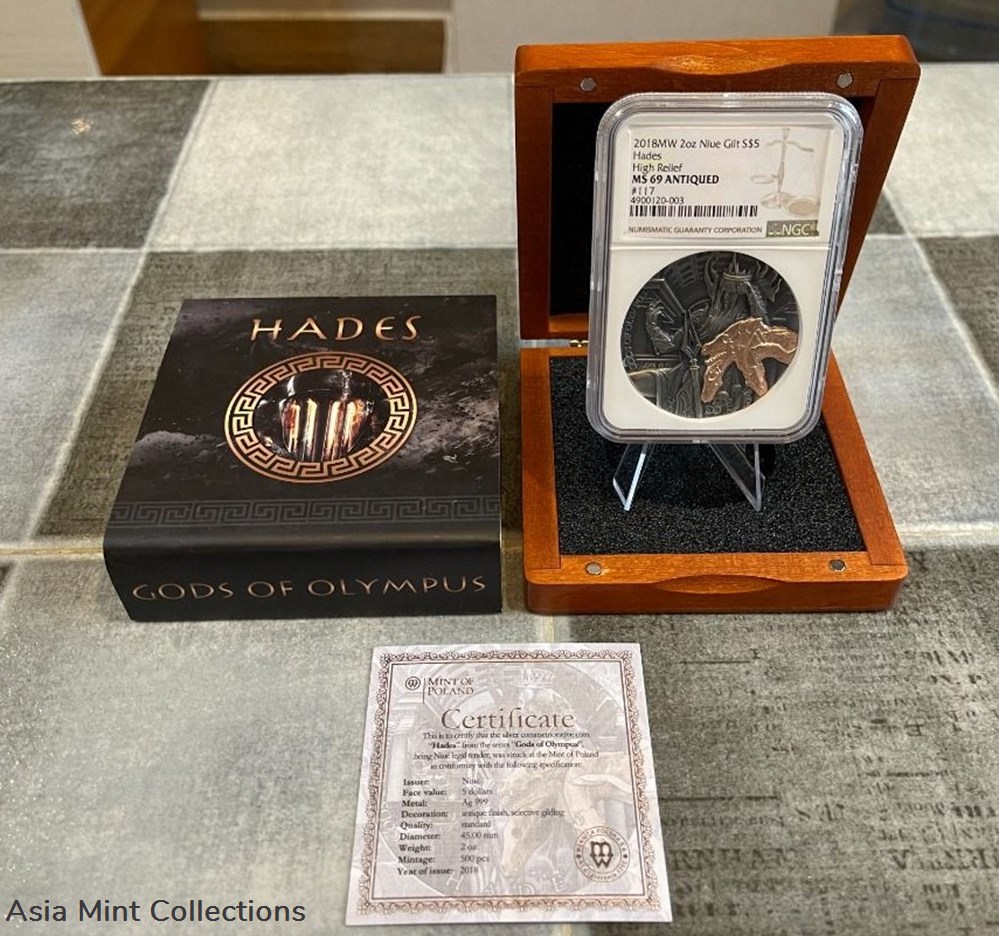 2018MW 2oz Niue Gilt S$5
Hades
High Relief
MS 69 ANTIQUED
#117
4900120-003
NUMISMATIC GUARANTY CORPORATION
NGC
HADES
GODS OF OLYMPUS
MINT OF
POLAND
Certificate
This is to certify that the silver commemorative coin
"Hades" from the series "Gods of Olympus",
being Niue legal tender, was struck at the Mint of Poland
in conformity with the following specification:
Issuer: Niue
Face value: 5 dollars
Metal: Ag 999
Decoration: antique finish, selective gilding
Quality: standard
Diameter: 45.00 mm
Weight: 2 oz
Mintage: 500 pcs
Year of issue: 2018
HADES
Asia Mint Collections